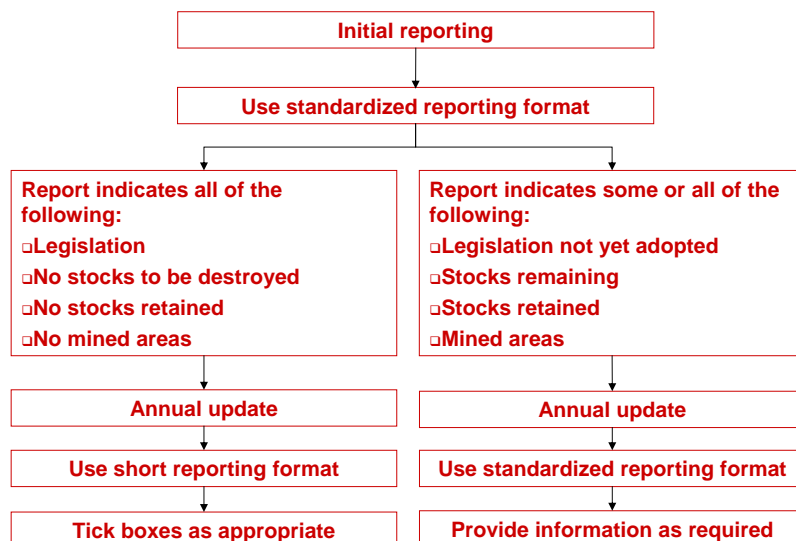 Initial reporting
Use standardized reporting format
Report indicates all of the
following:
❑Legislation
❑No stocks to be destroyed
❑No stocks retained
❑No mined areas
Report indicates some or all of the
following:
❑Legislation not yet adopted
❑Stocks remaining
❑Stocks retained
❑Mined areas
Annual update
Annual update
Use short reporting format
Use standardized reporting format
Tick boxes as appropriate
Provide information as required